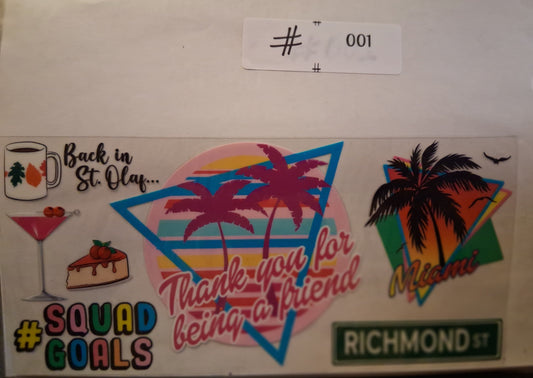 # 001
Back in
St. Olaf...
Thank you for
being a friend
Miami
#SQUAD
GOALS
RICHMOND ST